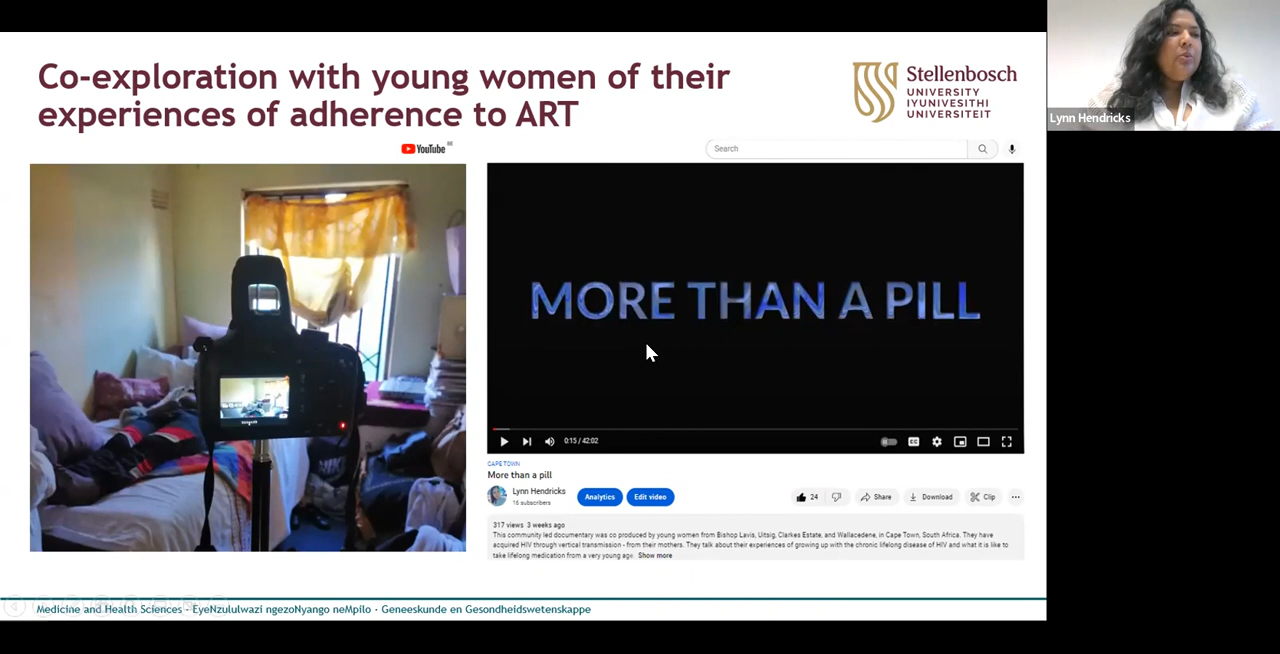 Co-exploration with young women of their
experiences of adherence to ART
Stellenbosch
UNIVERSITY
IYUNIVESITHI
UNIVERSITEIT
Lynn Hendricks
YouTube
Search
MORE THAN A PILL
0:15 / 42:02
CAPE TOWN
More than a pill
Lynn Hendricks
16 subscribers
Analytics
Edit video
24
Share
Download
Clip
317 views 3 weeks ago
This community led documentary was co produced by young women from Bishop Lavis, Uitsig, Clarkes Estate, and Wallacedene, in Cape Town, South Africa. They have
acquired HIV through vertical transmission - from their mothers. They talk about their experiences of growing up with the chronic lifelong disease of HIV and what it is like to
take lifelong medication from a very young age. Show more
Medicine and Health Sciences - EyeNzululwazi ngezoNyango neMpilo · Geneeskunde en Gesondheidswetenskappe